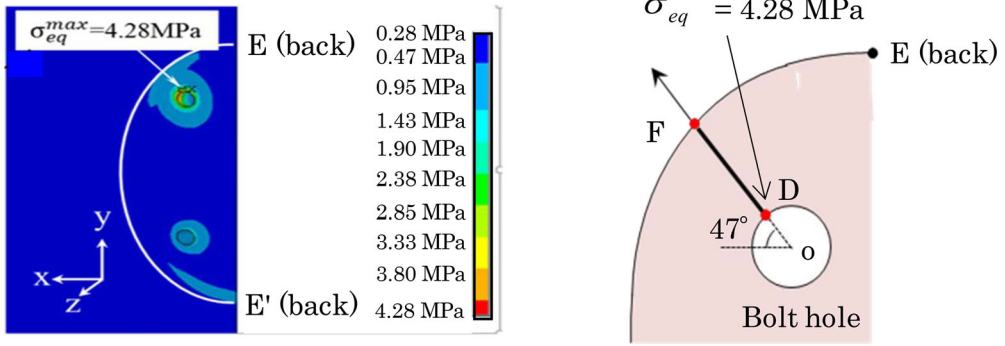 σ_eq^max=4.28MPa
E (back)
y
x
z
E' (back)
0.28 MPa
0.47 MPa
0.95 MPa
1.43 MPa
1.90 MPa
2.38 MPa
2.85 MPa
3.33 MPa
3.80 MPa
4.28 MPa
σ_eq = 4.28 MPa
E (back)
F
D
47°
o
Bolt hole